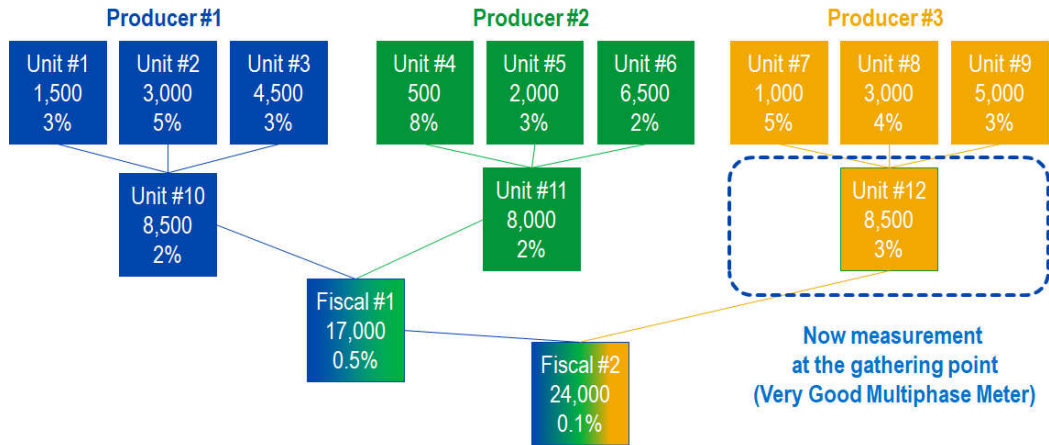 Producer #1
Producer #2
Producer #3
Unit #1
1,500
3%
Unit #2
3,000
5%
Unit #3
4,500
3%
Unit #4
500
8%
Unit #5
2,000
3%
Unit #6
6,500
2%
Unit #7
1,000
5%
Unit #8
3,000
4%
Unit #9
5,000
3%
Unit #10
8,500
2%
Unit #11
8,000
2%
Unit #12
8,500
3%
Fiscal #1
17,000
0.5%
Fiscal #2
24,000
0.1%
Now measurement
at the gathering point
(Very Good Multiphase Meter)